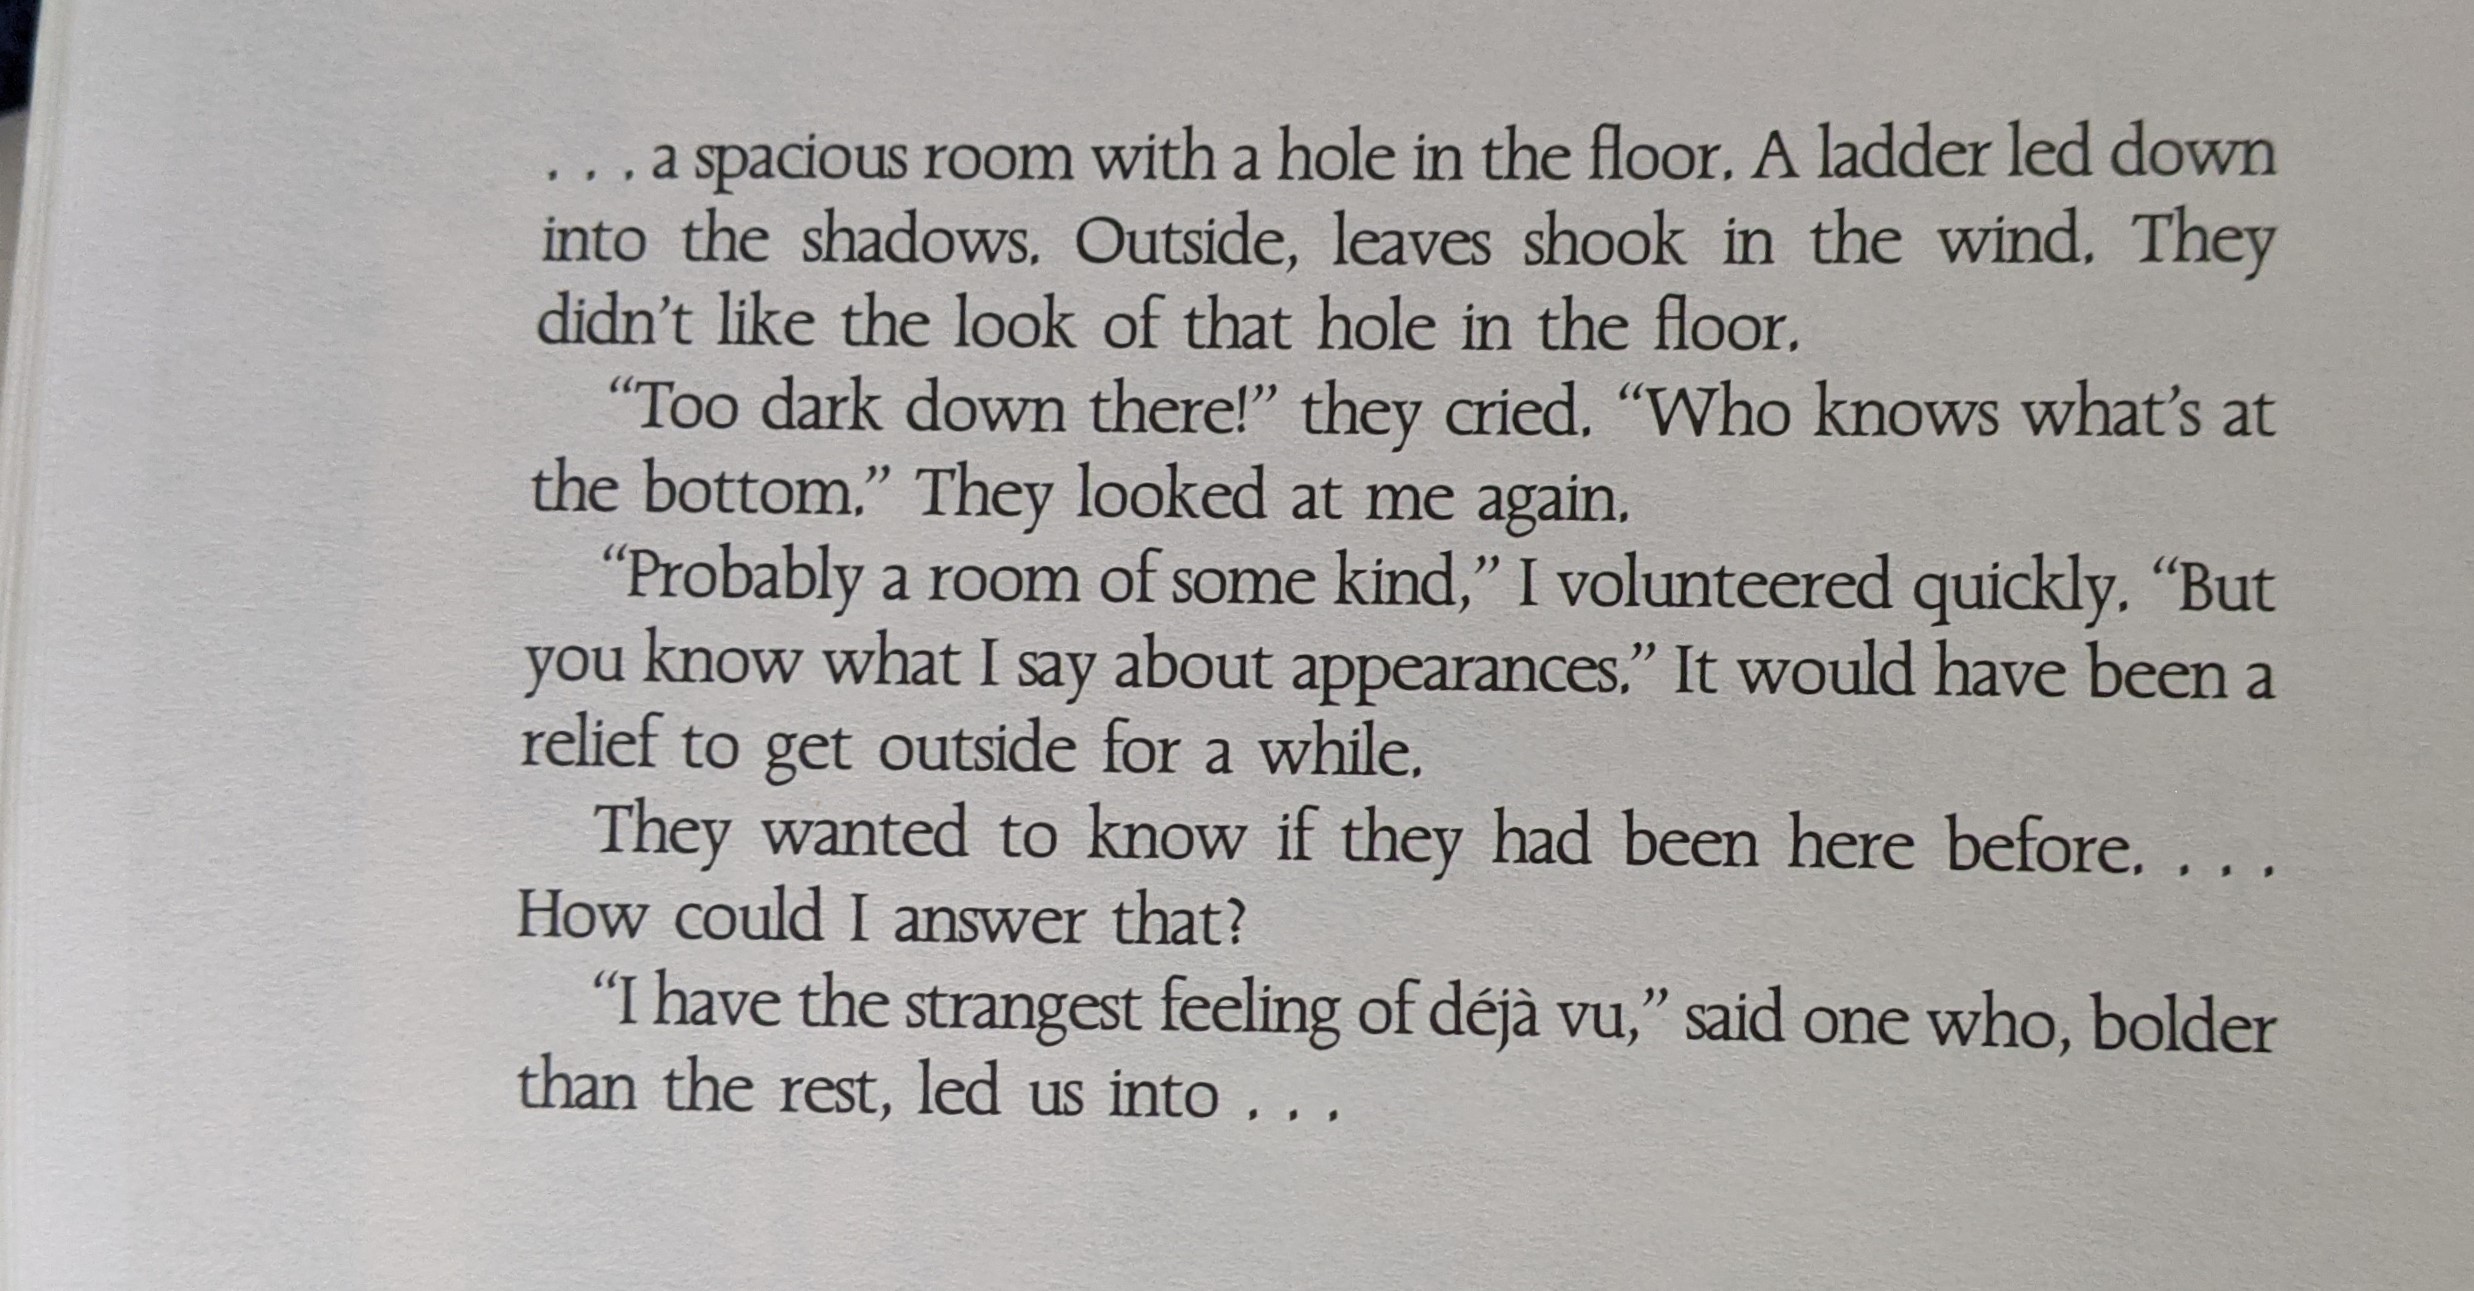 . . . a spacious room with a hole in the floor. A ladder led down
into the shadows. Outside, leaves shook in the wind. They
didn’t like the look of that hole in the floor.
“Too dark down there!” they cried. “Who knows what’s at
the bottom.” They looked at me again.
“Probably a room of some kind,” I volunteered quickly. “But
you know what I say about appearances.” It would have been a
relief to get outside for a while.
They wanted to know if they had been here before. . . .
How could I answer that?
“I have the strangest feeling of déjà vu,” said one who, bolder
than the rest, led us into . . .